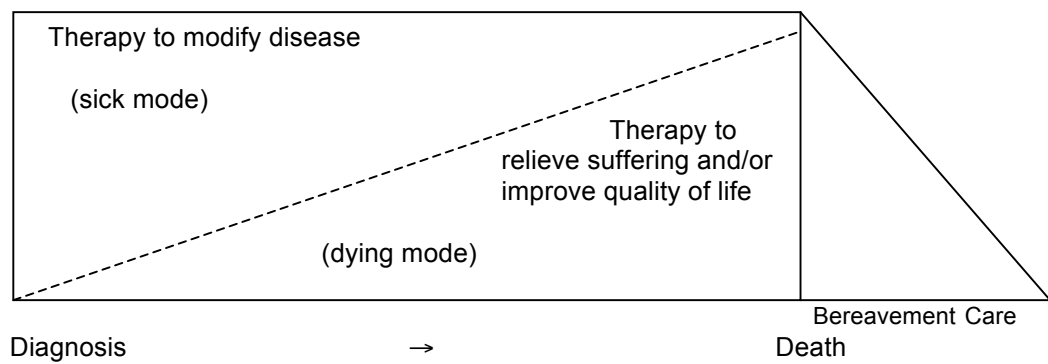 Therapy to modify disease
(sick mode)
Therapy to
relieve suffering and/or
improve quality of life
(dying mode)
Bereavement Care
Diagnosis → Death